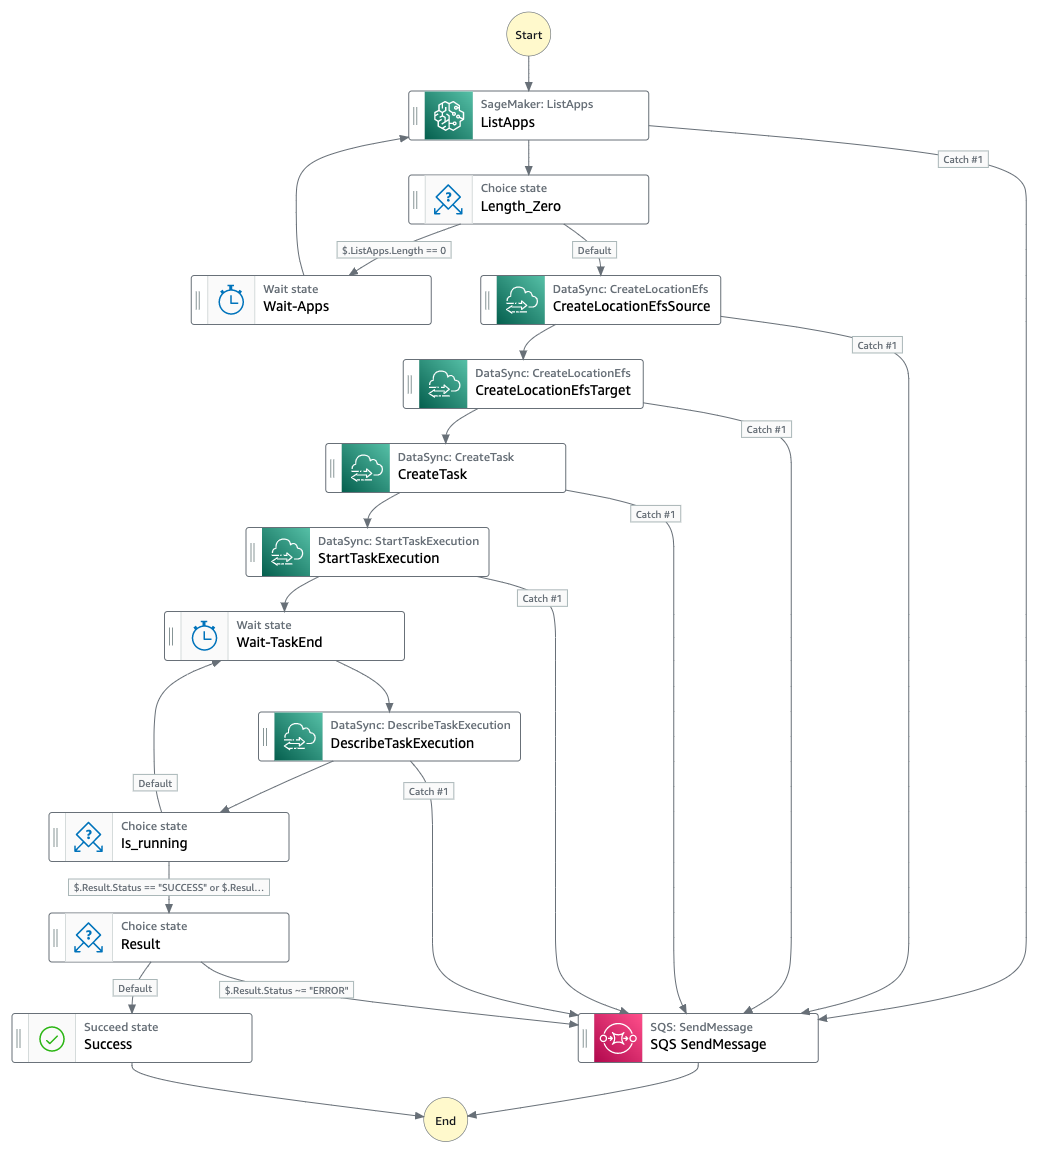 Start
SageMaker: ListApps
ListApps
Catch #1
Choice state
Length_Zero
$.ListApps.Length == 0
Default
Wait state
Wait-Apps
DataSync: CreateLocationEfs
CreateLocationEfsSource
Catch #1
DataSync: CreateLocationEfs
CreateLocationEfsTarget
Catch #1
DataSync: CreateTask
CreateTask
Catch #1
DataSync: StartTaskExecution
StartTaskExecution
Catch #1
Wait state
Wait-TaskEnd
DataSync: DescribeTaskExecution
DescribeTaskExecution
Default
Catch #1
Choice state
Is_running
$.Result.Status == "SUCCESS" or $.Resul...
Choice state
Result
Default
$.Result.Status ~= "ERROR"
Succeed state
Success
SQS: SendMessage
SQS SendMessage
End